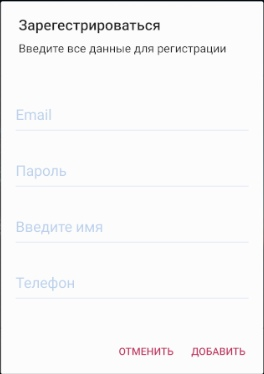 Зарегестрироваться
Введите все данные для регистрации
Email
Пароль
Введите имя
Телефон
ОТМЕНИТЬ ДОБАВИТЬ